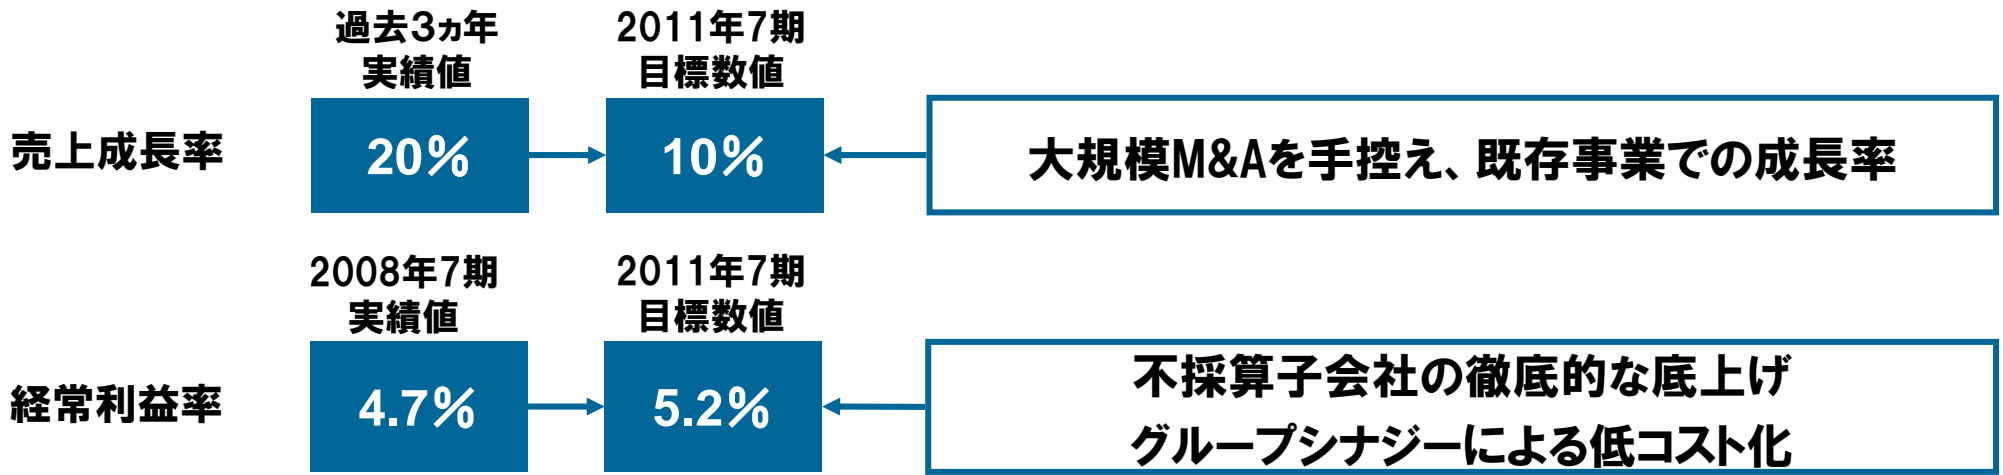 過去3ヵ年
実績値
2011年7期
目標数値
売上成長率
20%
10%
大規模M&Aを手控え、既存事業での成長率
2008年7期
実績値
2011年7期
目標数値
経常利益率
4.7%
5.2%
不採算子会社の徹底的な底上げ
グループシナジーによる低コスト化